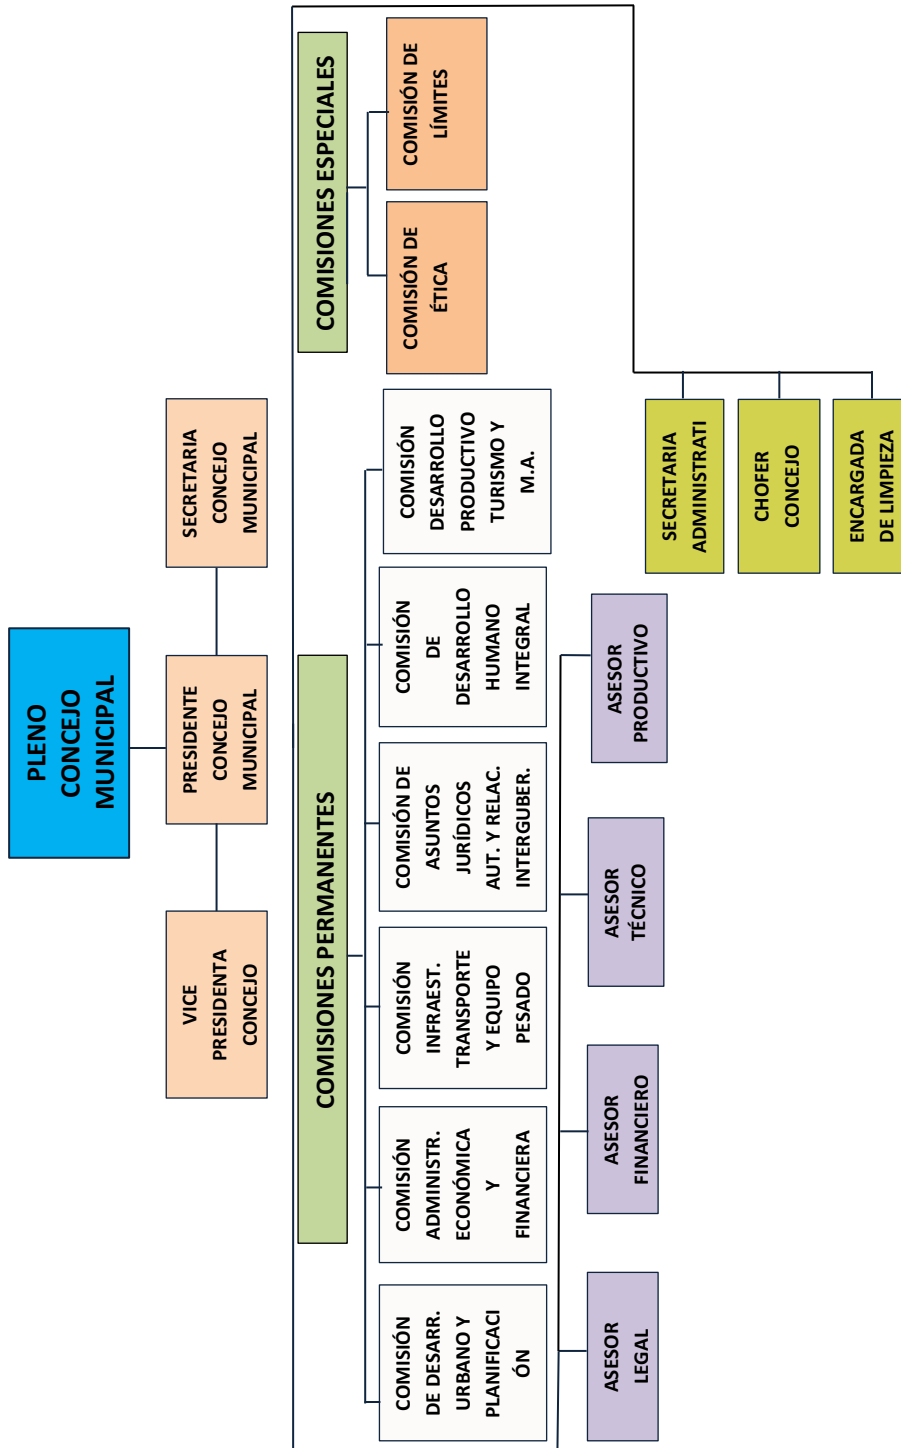 PLENO
CONCEJO
MUNICIPAL
VICE
PRESIDENTA
CONCEJO
PRESIDENTE
CONCEJO
MUNICIPAL
SECRETARIA
CONCEJO
MUNICIPAL
COMISIONES PERMANENTES
COMISIONES ESPECIALES
COMISIÓN
DE DESARR.
URBANO Y
PLANIFICACI
ÓN
COMISIÓN
ADMINISTR.
ECONÓMICA
Y
FINANCIERA
COMISIÓN
INFRAEST.
TRANSPORTE
Y EQUIPO
PESADO
COMISIÓN DE
ASUNTOS
JURÍDICOS
AUT. Y RELAC.
INTERGUBER.
COMISIÓN
DE
DESARROLLO
HUMANO
INTEGRAL
COMISIÓN
DESARROLLO
PRODUCTIVO
TURISMO Y
M.A.
COMISIÓN DE
ÉTICA
COMISIÓN DE
LÍMITES
ASESOR
LEGAL
ASESOR
FINANCIERO
ASESOR
TÉCNICO
ASESOR
PRODUCTIVO
SECRETARIA
ADMINISTRATI
CHOFER
CONCEJO
ENCARGADA
DE LIMPIEZA